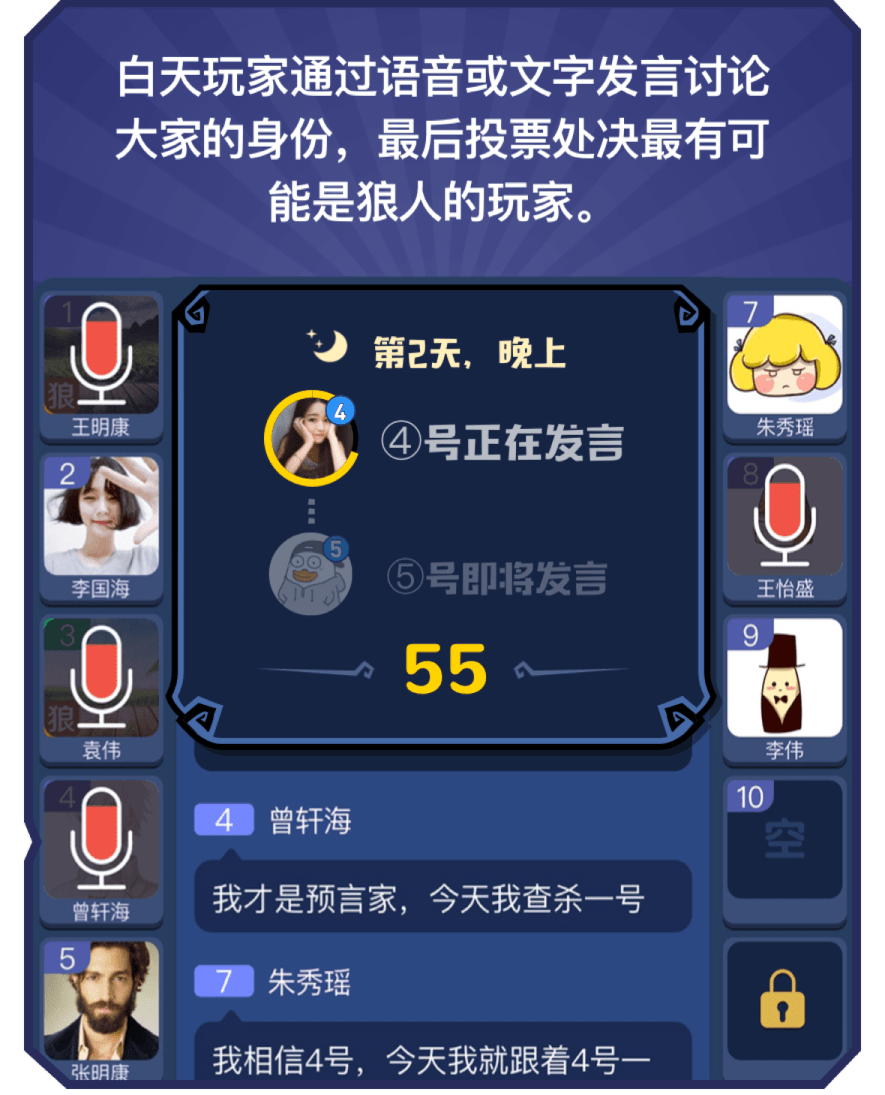 白天玩家通过语音或文字发言讨论
大家的身份，最后投票处决最有可
能是狼人的玩家。
1
狼
王明康
2
李国海
3
狼
袁伟
4
曾轩海
5
张明康
第2天，晚上
4
④号正在发言
5
⑤号即将发言
55
4 曾轩海
我才是预言家，今天我查杀一号
7 朱秀瑶
我相信4号，今天我就跟着4号一
7
朱秀瑶
8
王怡盛
9
李伟
10
空